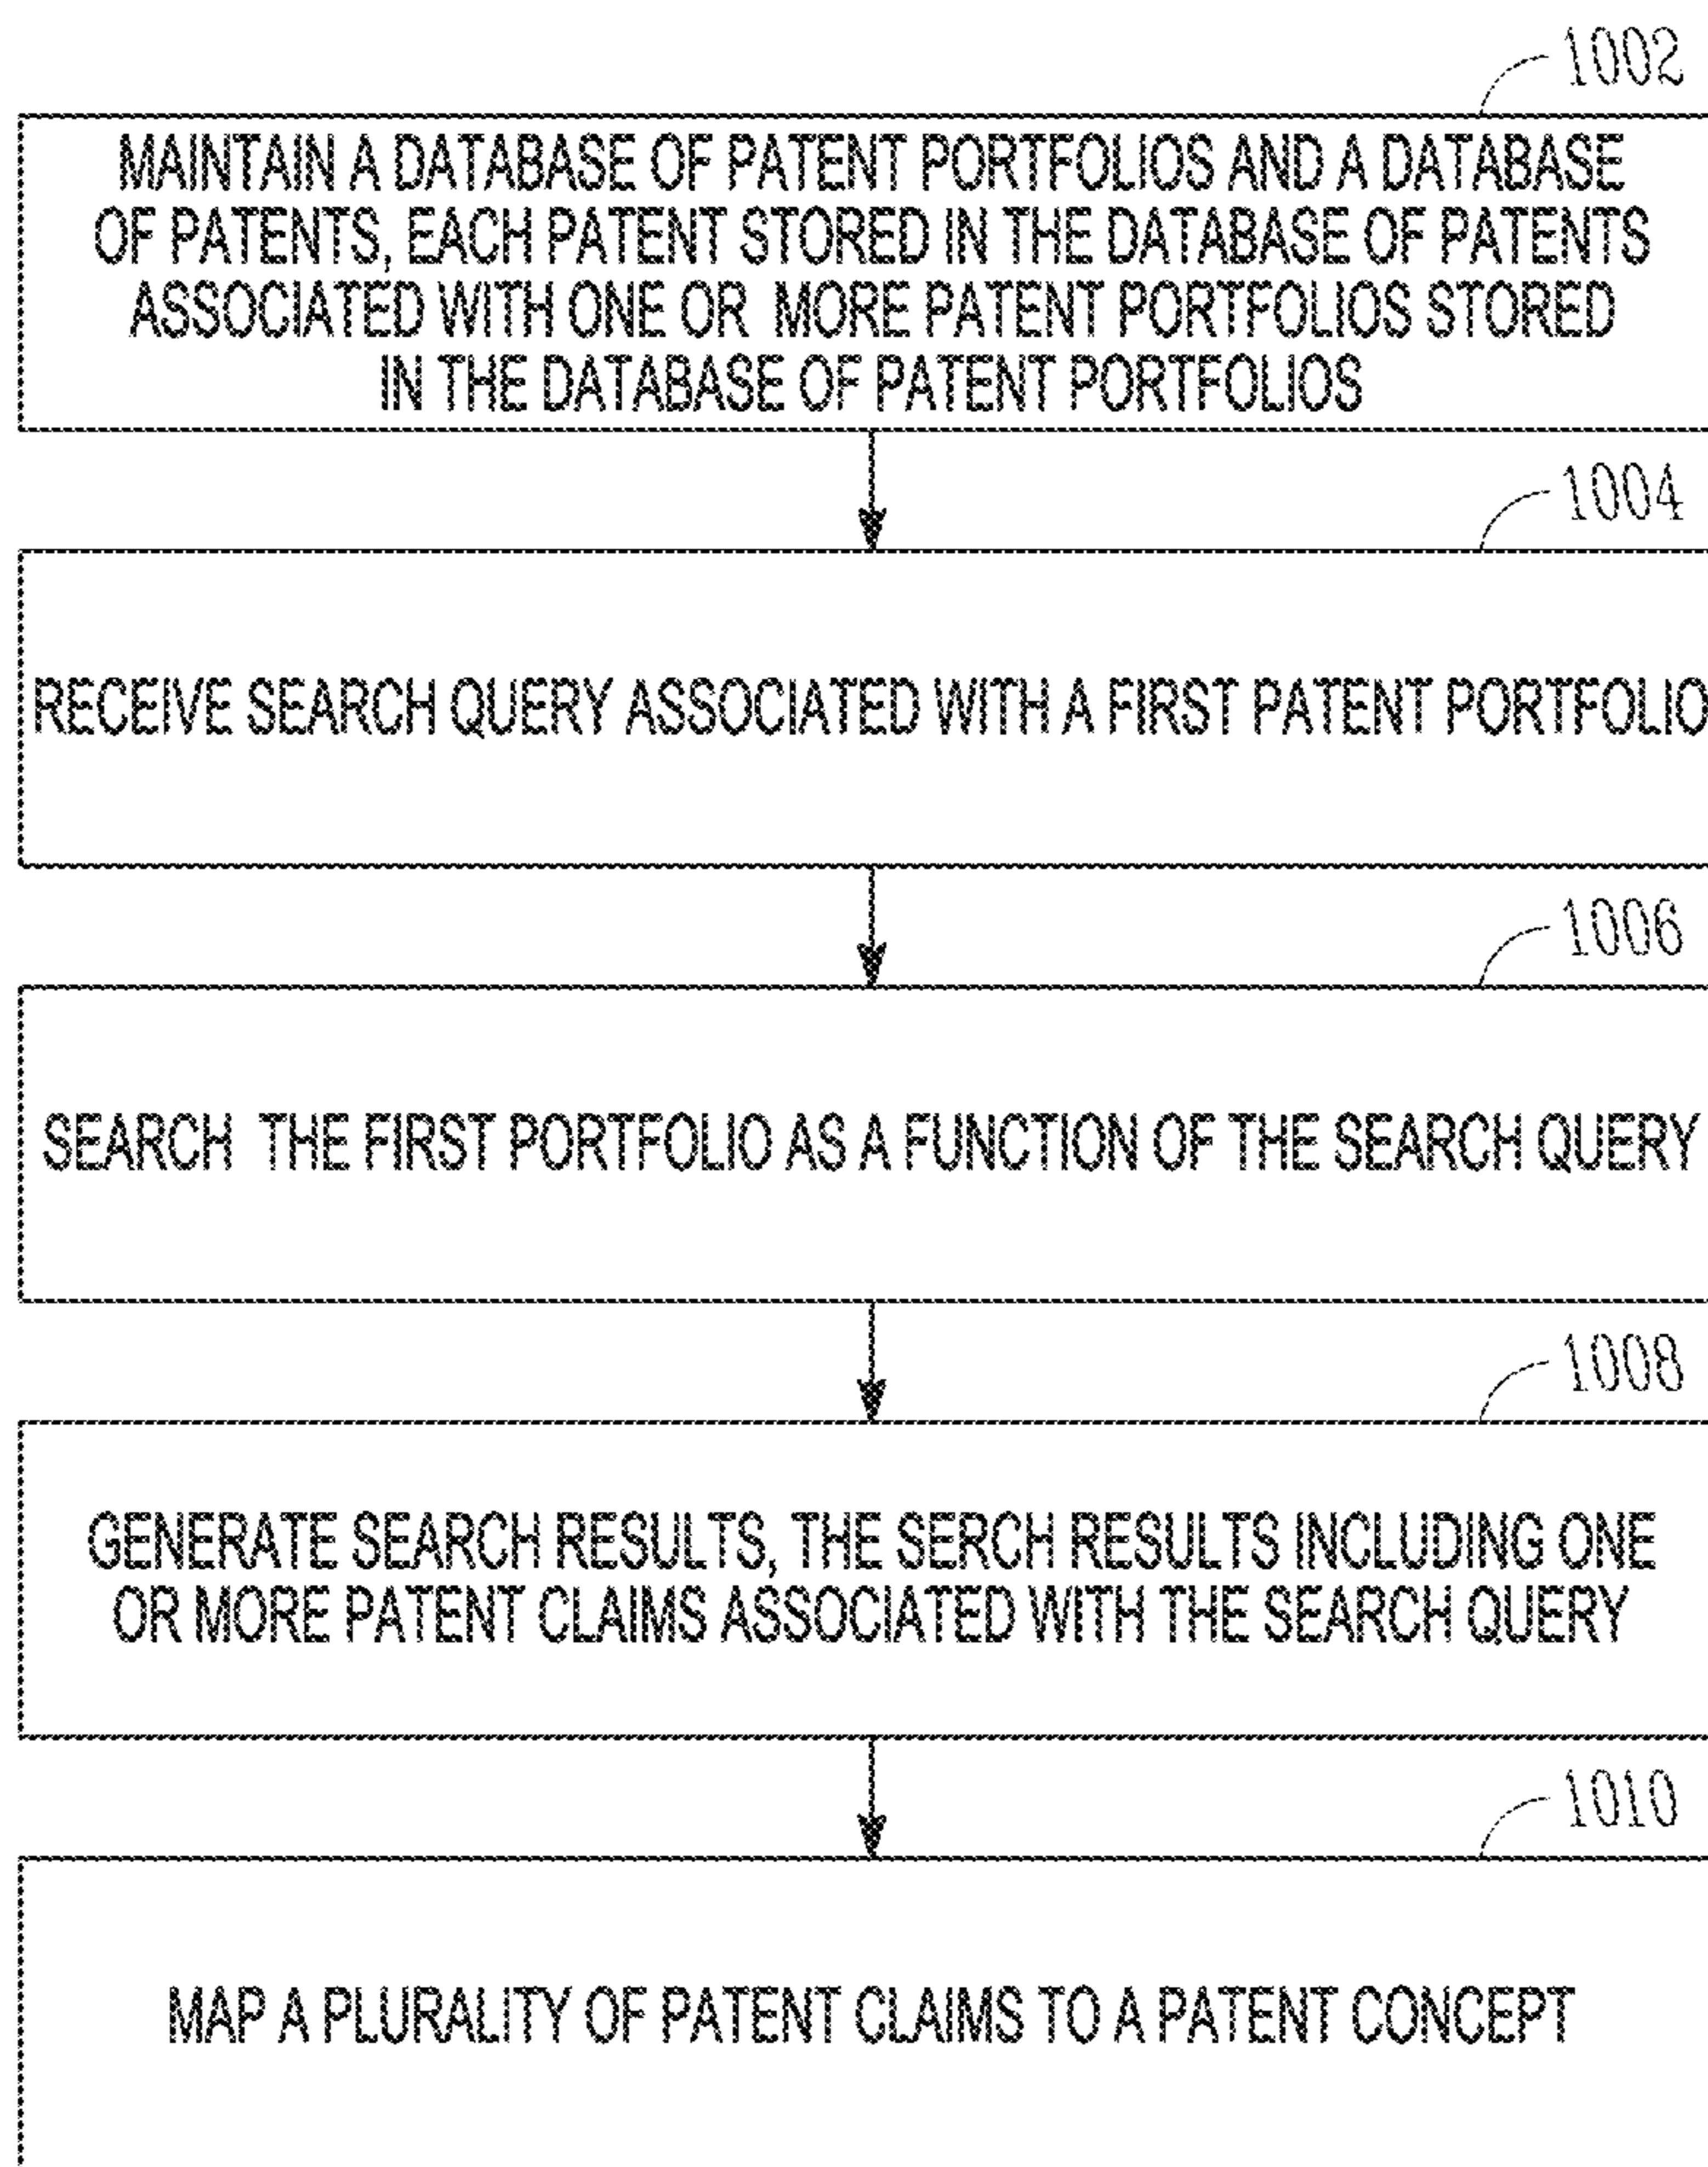 1002
MAINTAIN A DATABASE OF PATENT PORTFOLIOS AND A DATABASE
OF PATENTS, EACH PATENT STORED IN THE DATABASE OF PATENTS
ASSOCIATED WITH ONE OR MORE PATENT PORTFOLIOS STORED
IN THE DATABASE OF PATENT PORTFOLIOS
1004
RECEIVE SEARCH QUERY ASSOCIATED WITH A FIRST PATENT PORTFOLIO
1006
SEARCH THE FIRST PORTFOLIO AS A FUNCTION OF THE SEARCH QUERY
1008
GENERATE SEARCH RESULTS, THE SERCH RESULTS INCLUDING ONE
OR MORE PATENT CLAIMS ASSOCIATED WITH THE SEARCH QUERY
1010
MAP A PLURALITY OF PATENT CLAIMS TO A PATENT CONCEPT